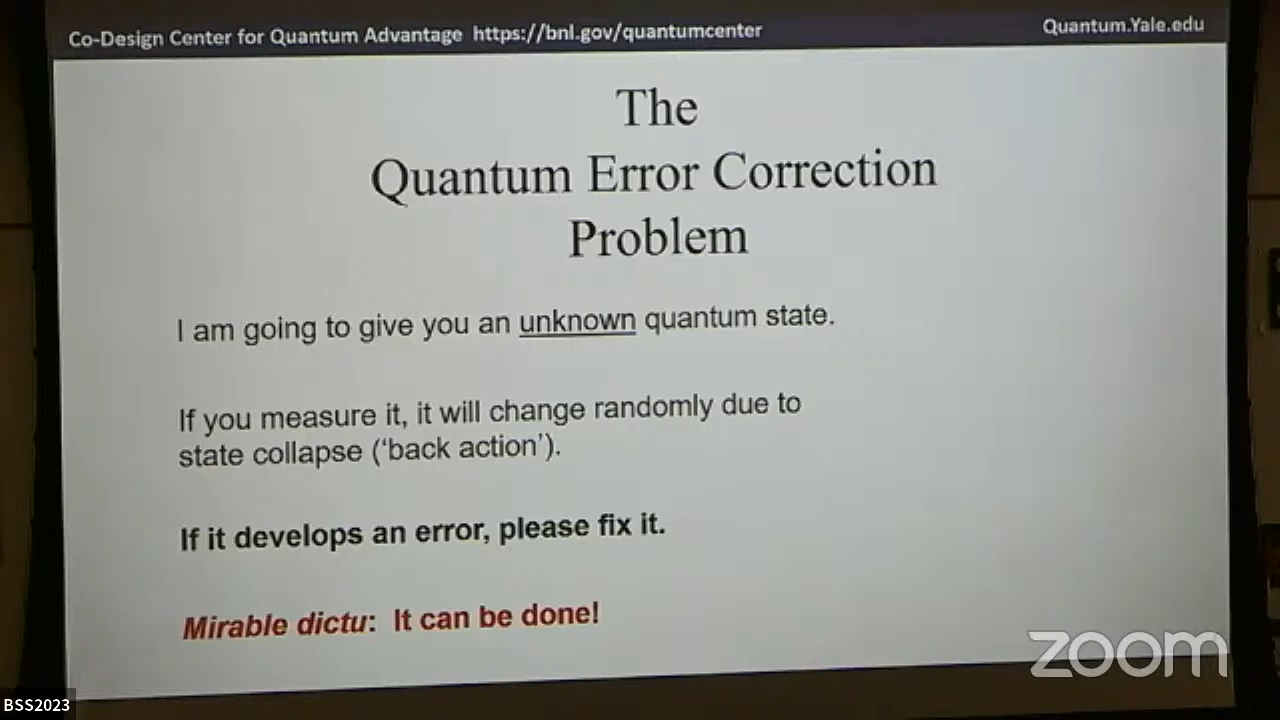 Co-Design Center for Quantum Advantage https://bnl.gov/quantumcenter
Quantum.Yale.edu
The
Quantum Error Correction
Problem
I am going to give you an unknown quantum state.
If you measure it, it will change randomly due to
state collapse (‘back action’).
If it develops an error, please fix it.
Mirable dictu: It can be done!
zoom
BSS2023